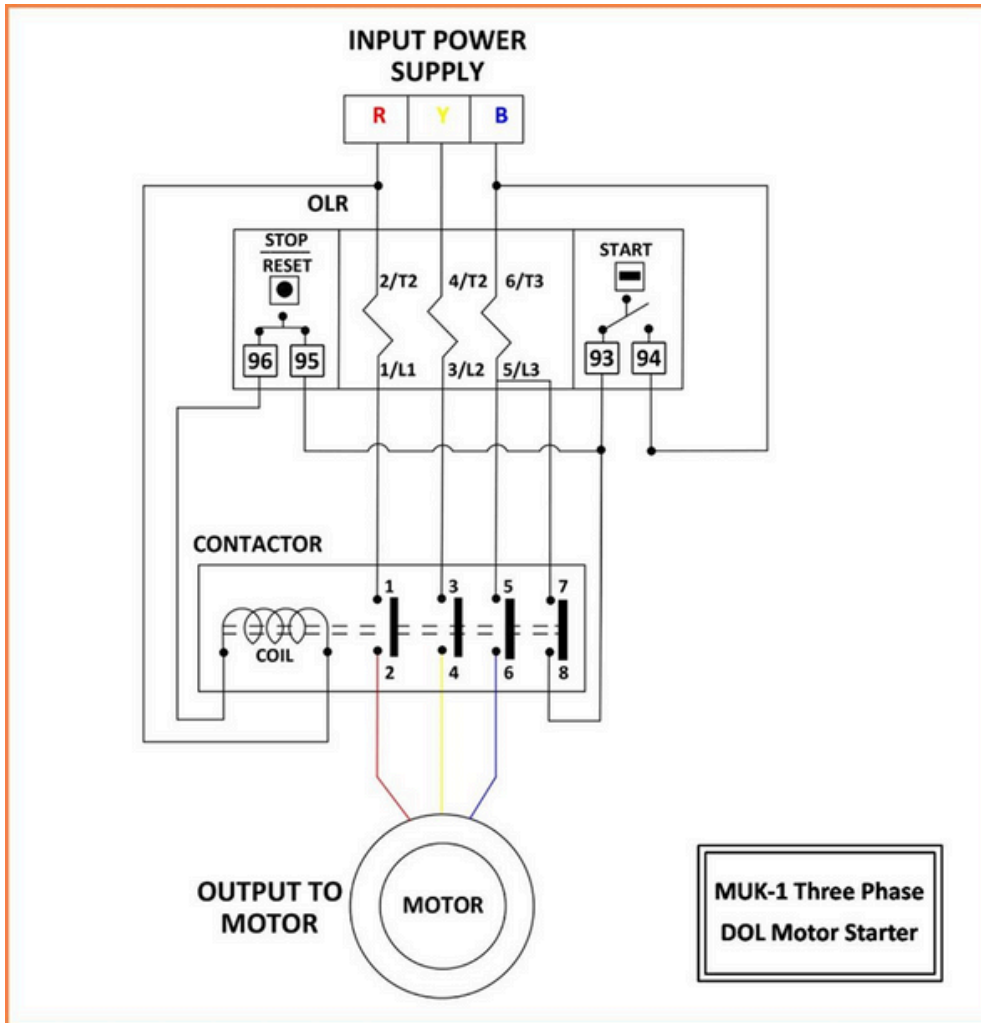 INPUT POWER
SUPPLY
R Y B
OLR
STOP
RESET
START
2/T2 4/T2 6/T3
96 95
93 94
1/L1 3/L2 5/L3
CONTACTOR
1 3 5 7
COIL
2 4 6 8
OUTPUT TO
MOTOR
MOTOR
MUK-1 Three Phase
DOL Motor Starter